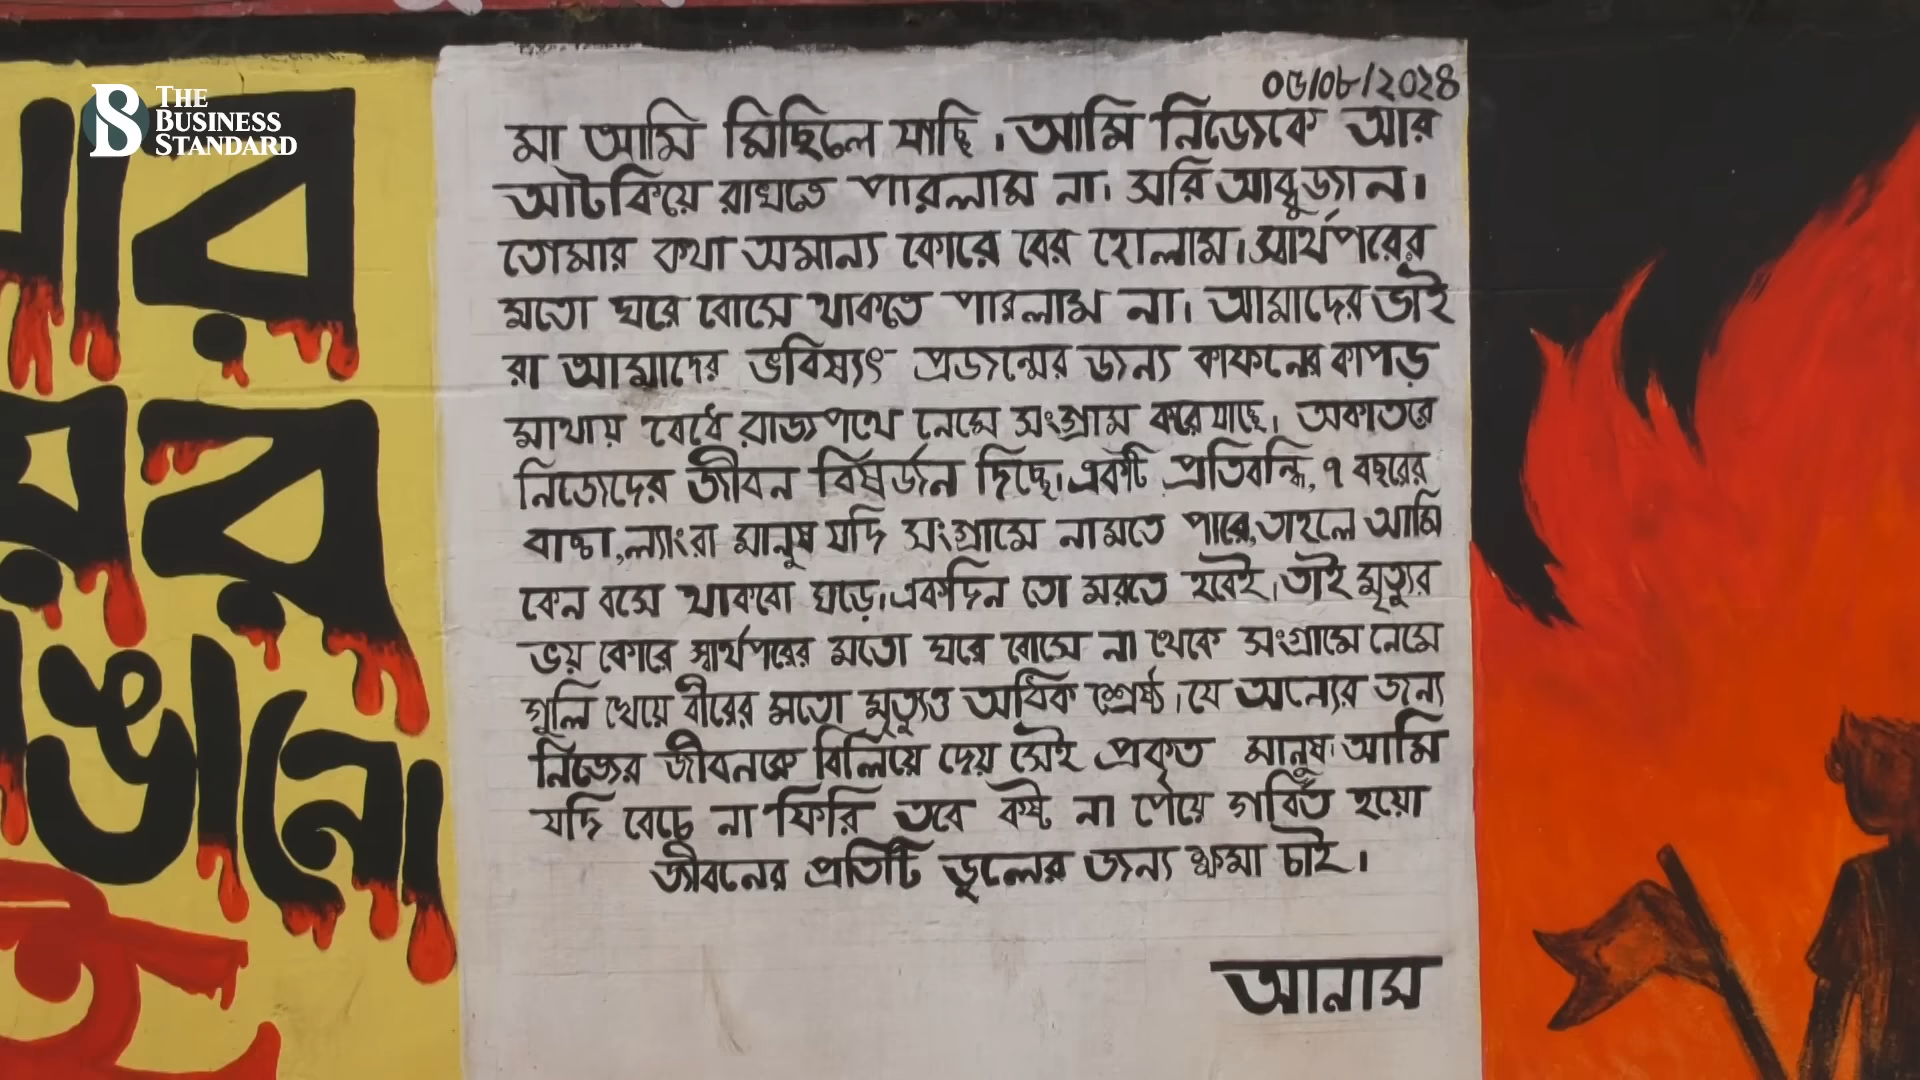 THE
BUSINESS
STANDARD
০৫/০৮/২০২৪
মা আমি মিছিলে যাচ্ছি। আমি নিজেকে আর
আটকিয়ে রাখতে পারলাম না। সরি আব্বুজান।
তোমার কথা অমান্য কোরে বের হোলাম। স্বার্থপরের
মতো ঘরে বোসে থাকতে পারলাম না। আমাদের ভাই
রা আমাদের ভবিষ্যৎ প্রজন্মের জন্য কাফনের কাপড়
মাথায় বেধে রাজপথে নেমে সংগ্রাম করে যাচ্ছে। অকাতরে
নিজেদের জীবন বিষর্জন দিচ্ছে। একটি প্রতিবন্ধি, ৭ বছরের
বাচ্চা, ল্যাংরা মানুষ যদি সংগ্রামে নামতে পারে, তাহলে আমি
কেন বসে থাকবো ঘড়ে। একদিন তো মরতে হবেই। তাই মৃত্যুর
ভয় কোরে স্বার্থপরের মতো ঘরে বোসে না থেকে সংগ্রামে নেমে
গুলি খেয়ে বীরের মতো মৃত্যুও অধিক শ্রেষ্ঠ। যে অন্যের জন্য
নিজের জীবনকে বিলিয়ে দেয় সেই প্রকৃত মানুষ। আমি
যদি বেচে না ফিরি তবে কষ্ট না পেয়ে গর্বিত হয়ো
জীবনের প্রতিটি ভুলের জন্য ক্ষমা চাই।
আনাস